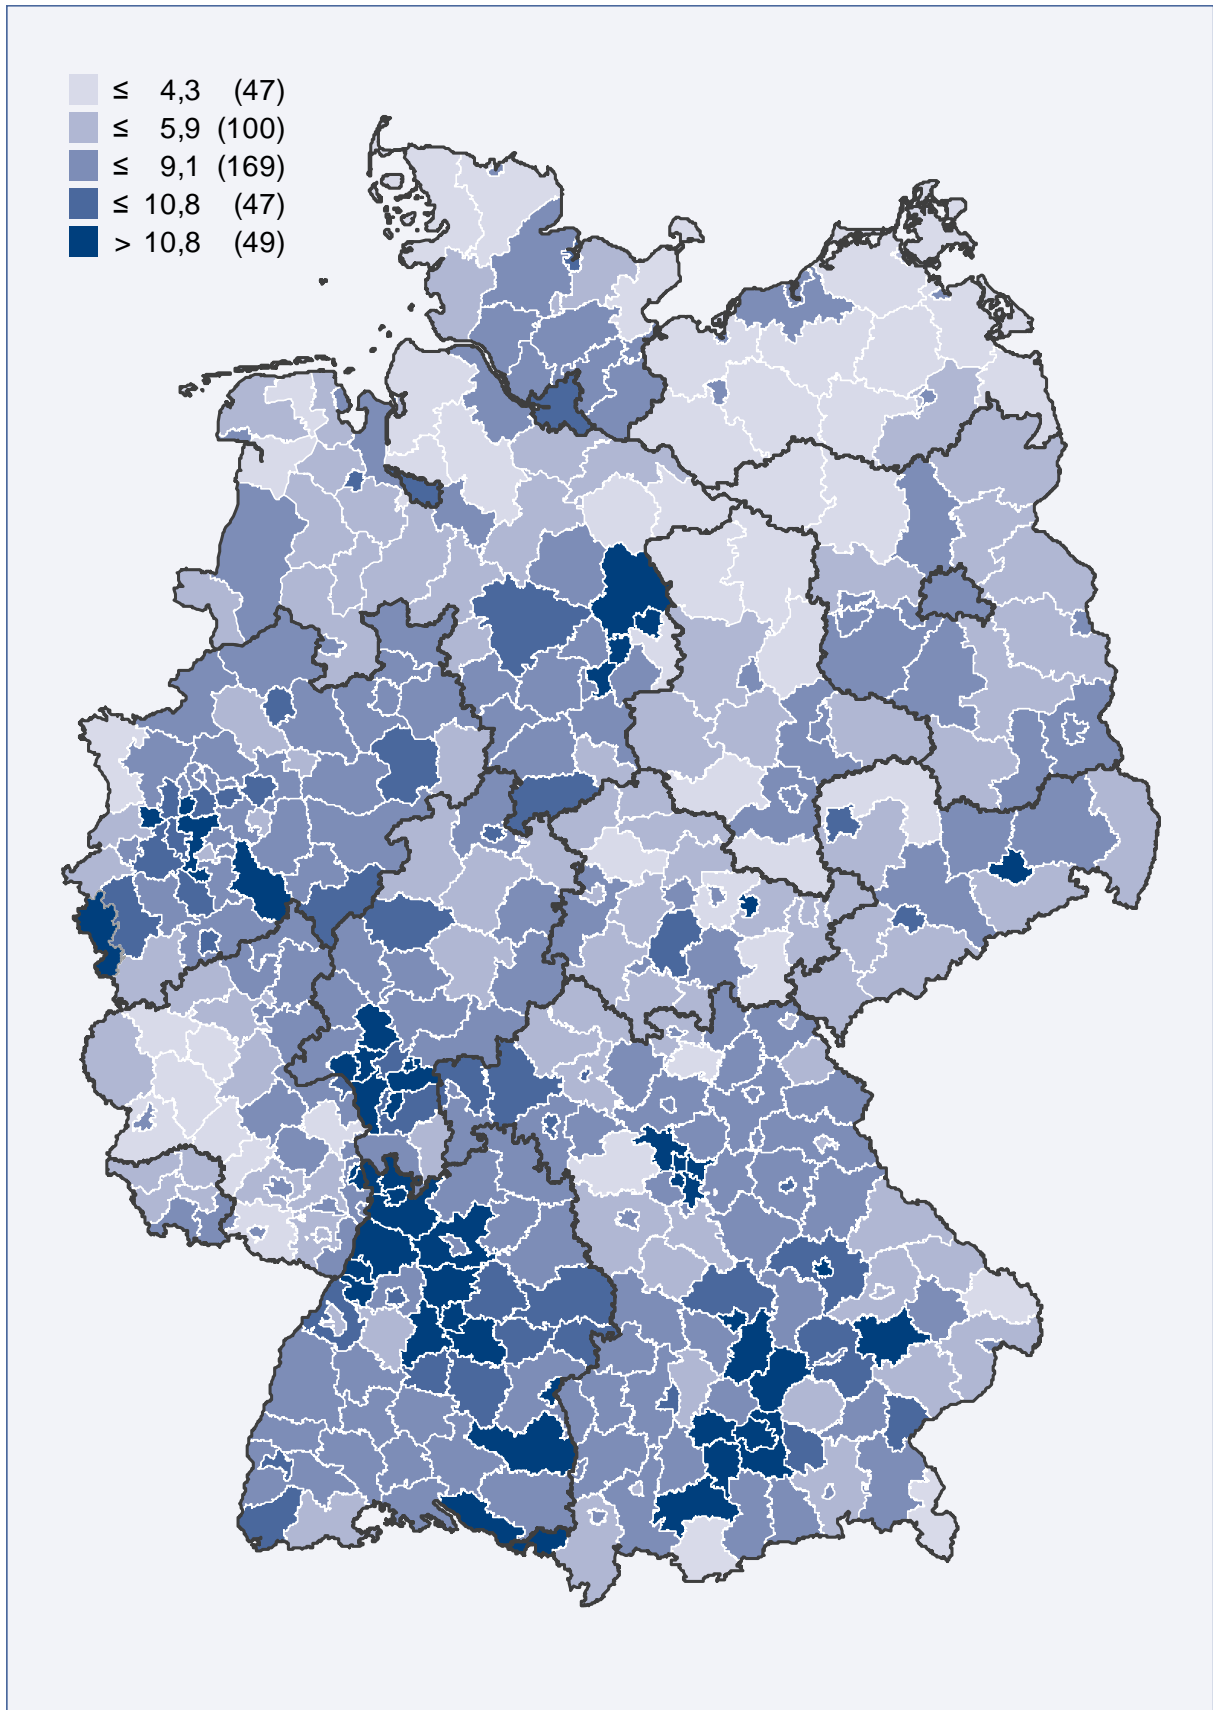 ≤ 4,3 (47)
≤ 5,9 (100)
≤ 9,1 (169)
≤ 10,8 (47)
> 10,8 (49)